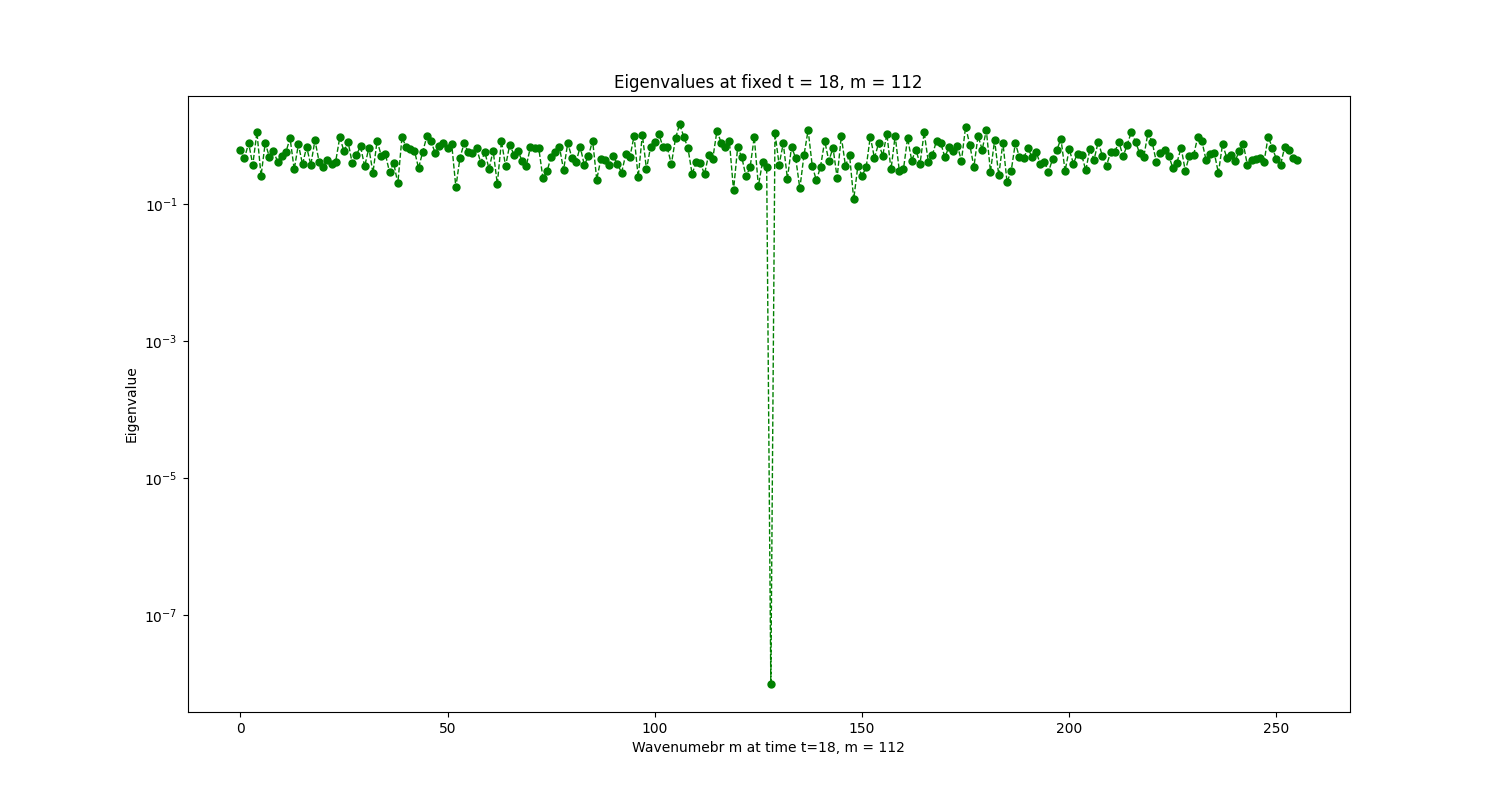 Eigenvalues at fixed t = 18, m = 112
10⁻¹
10⁻³
10⁻⁵
10⁻⁷
Eigenvalue
0 50 100 150 200 250
Wavenumebr m at time t=18, m = 112